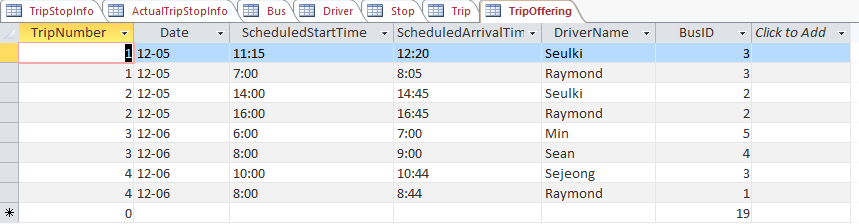 TripStopInfo ActualTripStopInfo Bus Driver Stop Trip TripOffering
TripNumber Date ScheduledStartTime ScheduledArrivalTim DriverName BusID Click to Add
1 12-05 11:15 12:20 Seulki 3
1 12-05 7:00 8:05 Raymond 3
2 12-05 14:00 14:45 Seulki 2
2 12-05 16:00 16:45 Raymond 2
3 12-06 6:00 7:00 Min 5
3 12-06 8:00 9:00 Sean 4
4 12-06 10:00 10:44 Sejeong 3
4 12-06 8:00 8:44 Raymond 1
0 19